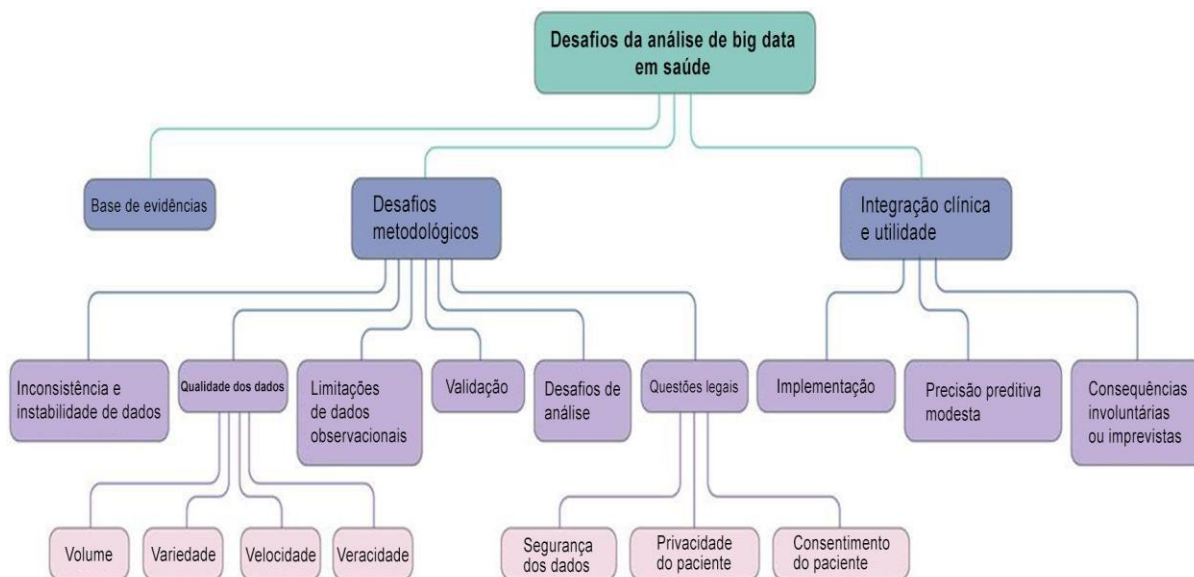 Desafios da análise de big data
em saúde
Base de evidências
Desafios
metodológicos
Integração clínica
e utilidade
Inconsistência e
instabilidade de dados
Qualidade dos dados
Limitações
de dados
observacionais
Validação
Desafios de
análise
Questões legais
Implementação
Precisão preditiva
modesta
Consequências
involuntárias
ou imprevistas
Volume
Variedade
Velocidade
Veracidade
Segurança
dos dados
Privacidade
do paciente
Consentimento
do paciente